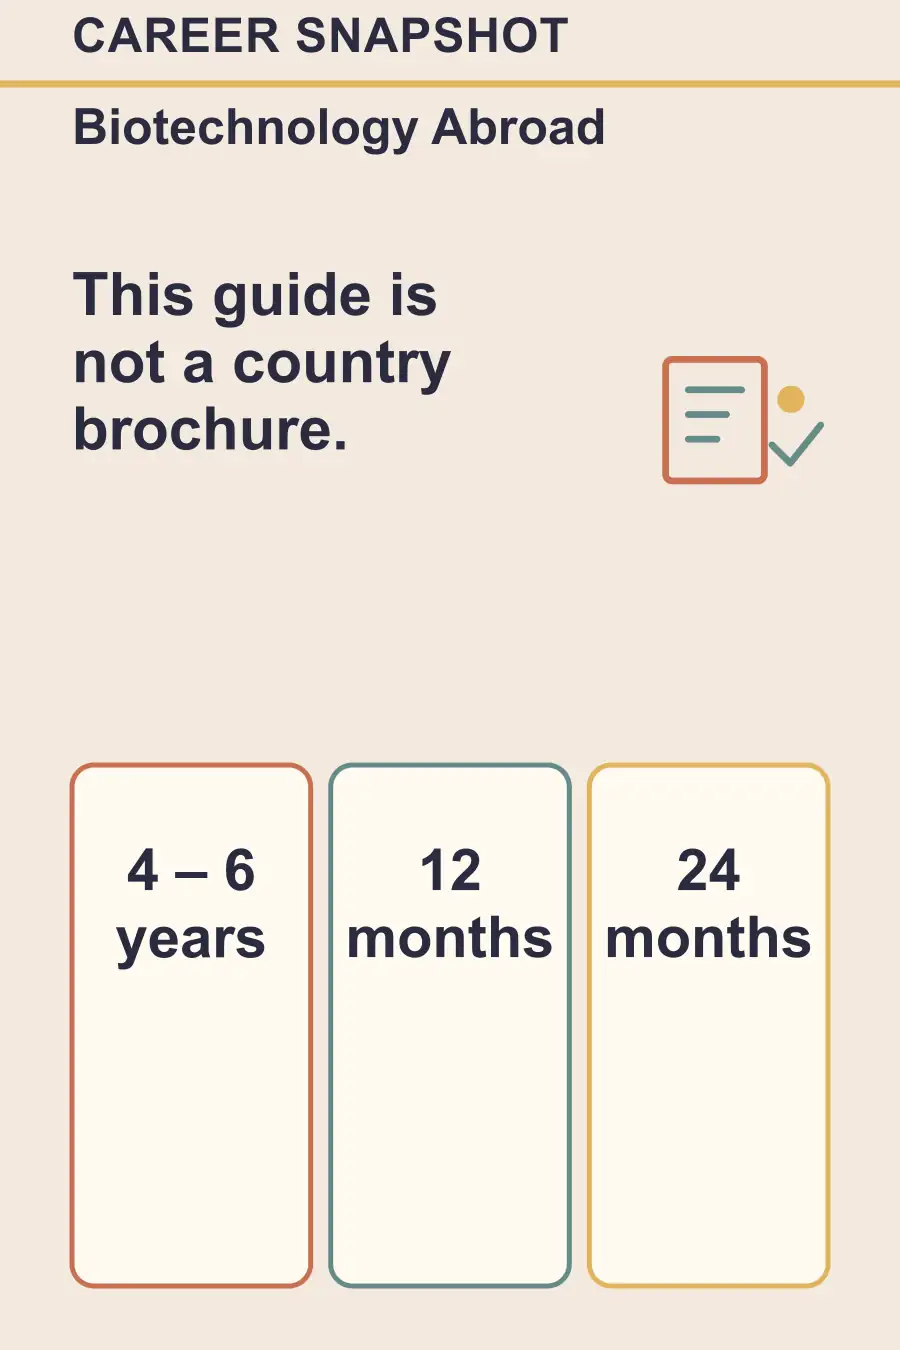 CAREER SNAPSHOT
Biotechnology Abroad
This guide is
not a country
brochure.
4 – 6
years
12
months
24
months